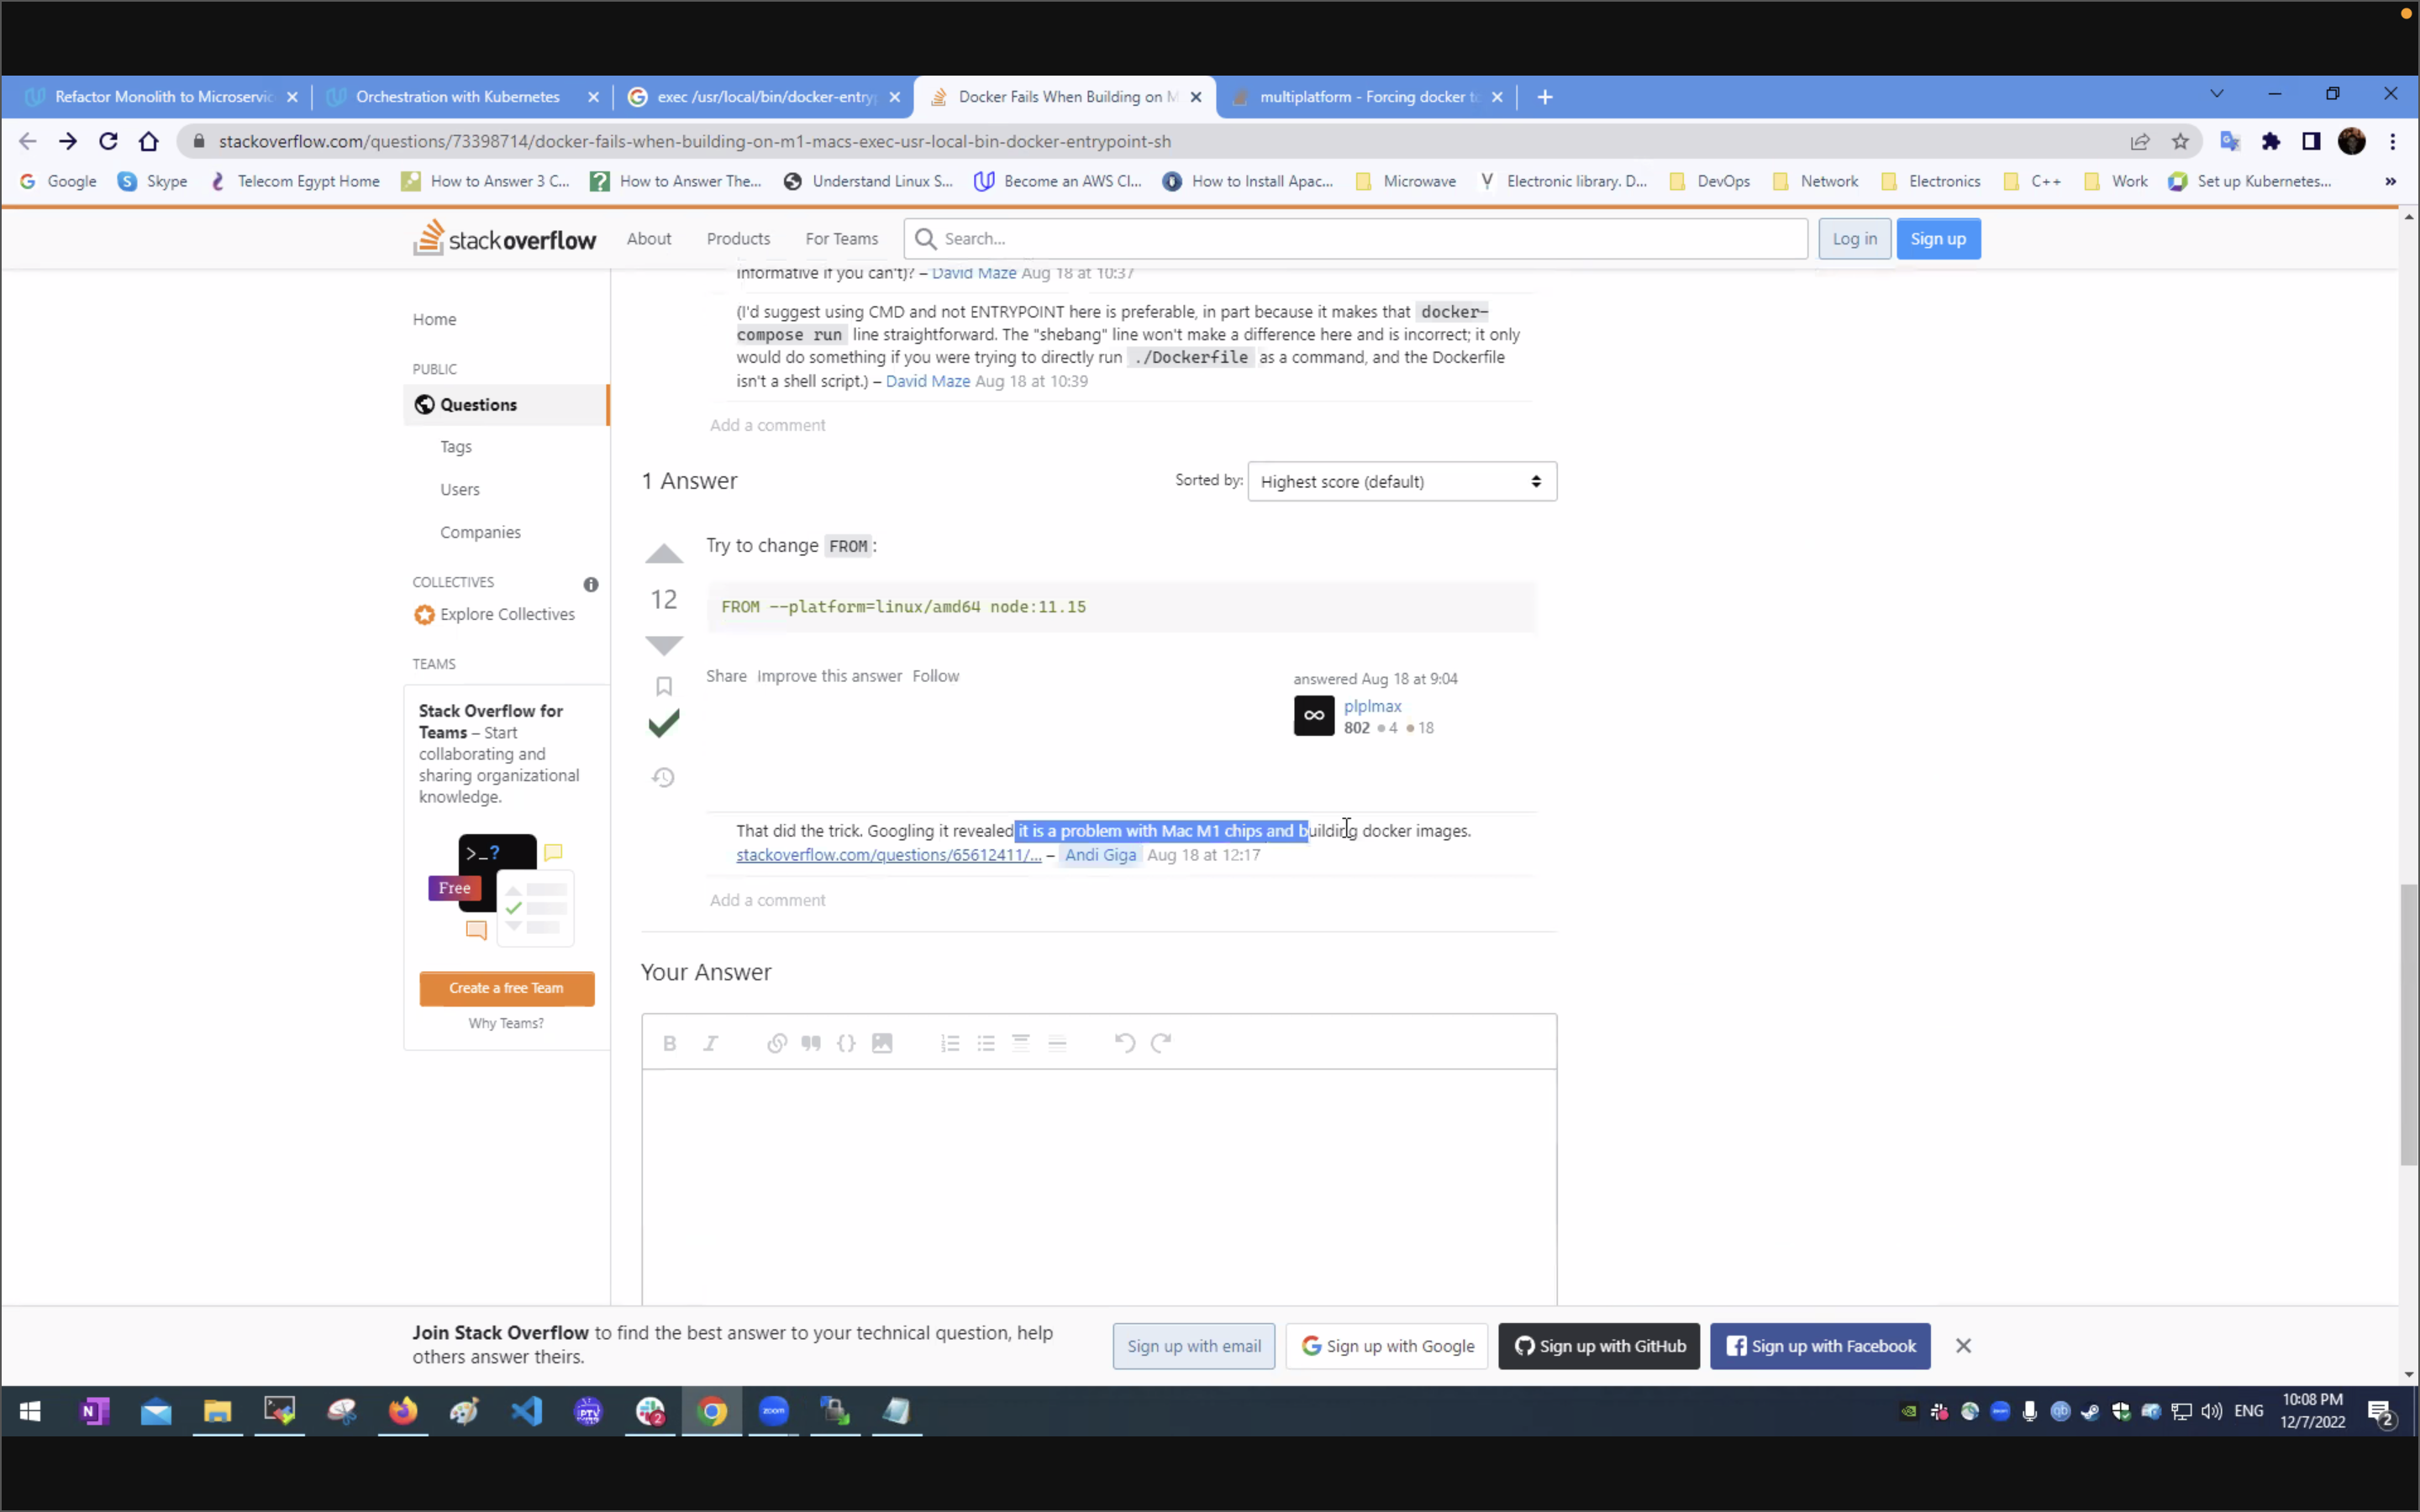 Refactor Monolith to Microservic
Orchestration with Kubernetes
exec /usr/local/bin/docker-entry
Docker Fails When Building on M
multiplatform - Forcing docker t
stackoverflow.com/questions/73398714/docker-fails-when-building-on-m1-macs-exec-usr-local-bin-docker-entrypoint-sh
Google
Skype
Telecom Egypt Home
How to Answer 3 C...
How to Answer The...
Understand Linux S...
Become an AWS Cl...
How to Install Apac...
Microwave
Electronic library. D...
DevOps
Network
Electronics
C++
Work
Set up Kubernetes...
»
stackoverflow
About
Products
For Teams
Search...
Log in
Sign up
Home
PUBLIC
Questions
Tags
Users
Companies
COLLECTIVES
Explore Collectives
TEAMS
Stack Overflow for
Teams – Start
collaborating and
sharing organizational
knowledge.
>_?
Free
Create a free Team
Why Teams?
informative if you can't)? – David Maze Aug 18 at 10:37
(I'd suggest using CMD and not ENTRYPOINT here is preferable, in part because it makes that docker-
compose run line straightforward. The "shebang" line won't make a difference here and is incorrect; it only
would do something if you were trying to directly run ./Dockerfile as a command, and the Dockerfile
isn't a shell script.) – David Maze Aug 18 at 10:39
Add a comment
1 Answer
Sorted by:
Highest score (default)
Try to change FROM:
12
FROM --platform=linux/amd64 node:11.15
Share Improve this answer Follow
answered Aug 18 at 9:04
plplmax
802 4 18
That did the trick. Googling it revealed it is a problem with Mac M1 chips and building docker images.
stackoverflow.com/questions/65612411/... – Andi Giga Aug 18 at 12:17
Add a comment
Your Answer
B I
Join Stack Overflow to find the best answer to your technical question, help
others answer theirs.
Sign up with email
Sign up with Google
Sign up with GitHub
Sign up with Facebook
N
IPTV
2
zoom
ENG
10:08 PM
12/7/2022
2